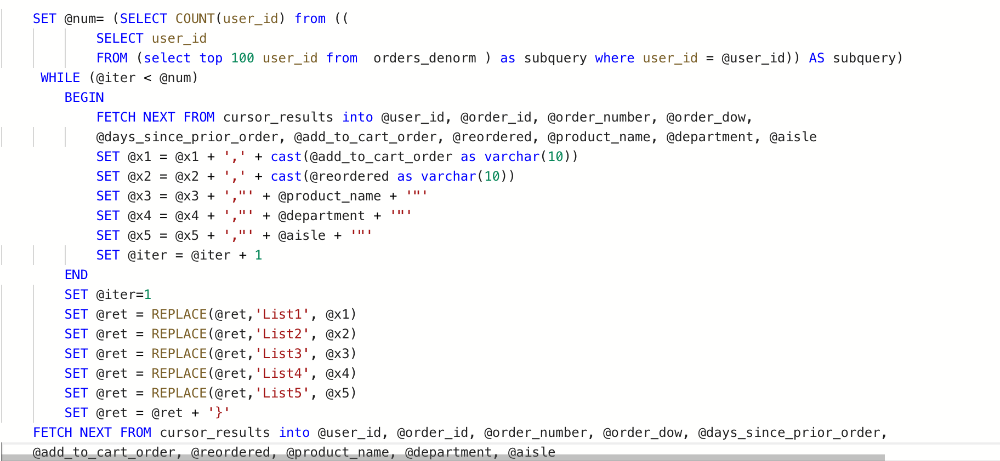 SET @num= (SELECT COUNT(user_id) from ((
SELECT user_id
FROM (select top 100 user_id from  orders_denorm ) as subquery where user_id = @user_id)) AS subquery)
WHILE (@iter < @num)
BEGIN
FETCH NEXT FROM cursor_results into @user_id, @order_id, @order_number, @order_dow,
@days_since_prior_order, @add_to_cart_order, @reordered, @product_name, @department, @aisle
SET @x1 = @x1 + ',' + cast(@add_to_cart_order as varchar(10))
SET @x2 = @x2 + ',' + cast(@reordered as varchar(10))
SET @x3 = @x3 + ',"' + @product_name + '"'
SET @x4 = @x4 + ',"' + @department + '"'
SET @x5 = @x5 + ',"' + @aisle + '"'
SET @iter = @iter + 1
END
SET @iter=1
SET @ret = REPLACE(@ret,'List1', @x1)
SET @ret = REPLACE(@ret,'List2', @x2)
SET @ret = REPLACE(@ret,'List3', @x3)
SET @ret = REPLACE(@ret,'List4', @x4)
SET @ret = REPLACE(@ret,'List5', @x5)
SET @ret = @ret + '}'
FETCH NEXT FROM cursor_results into @user_id, @order_id, @order_number, @order_dow, @days_since_prior_order,
@add_to_cart_order, @reordered, @product_name, @department, @aisle